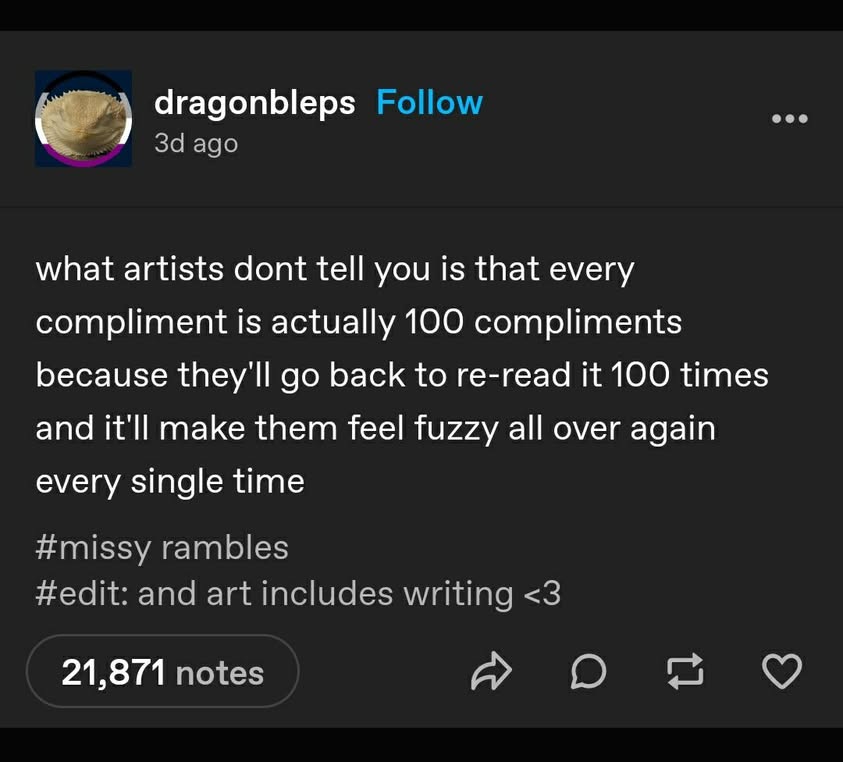 dragonbleps Follow
3d ago
what artists dont tell you is that every
compliment is actually 100 compliments
because they'll go back to re-read it 100 times
and it'll make them feel fuzzy all over again
every single time
#missy rambles
#edit: and art includes writing <3
21,871 notes